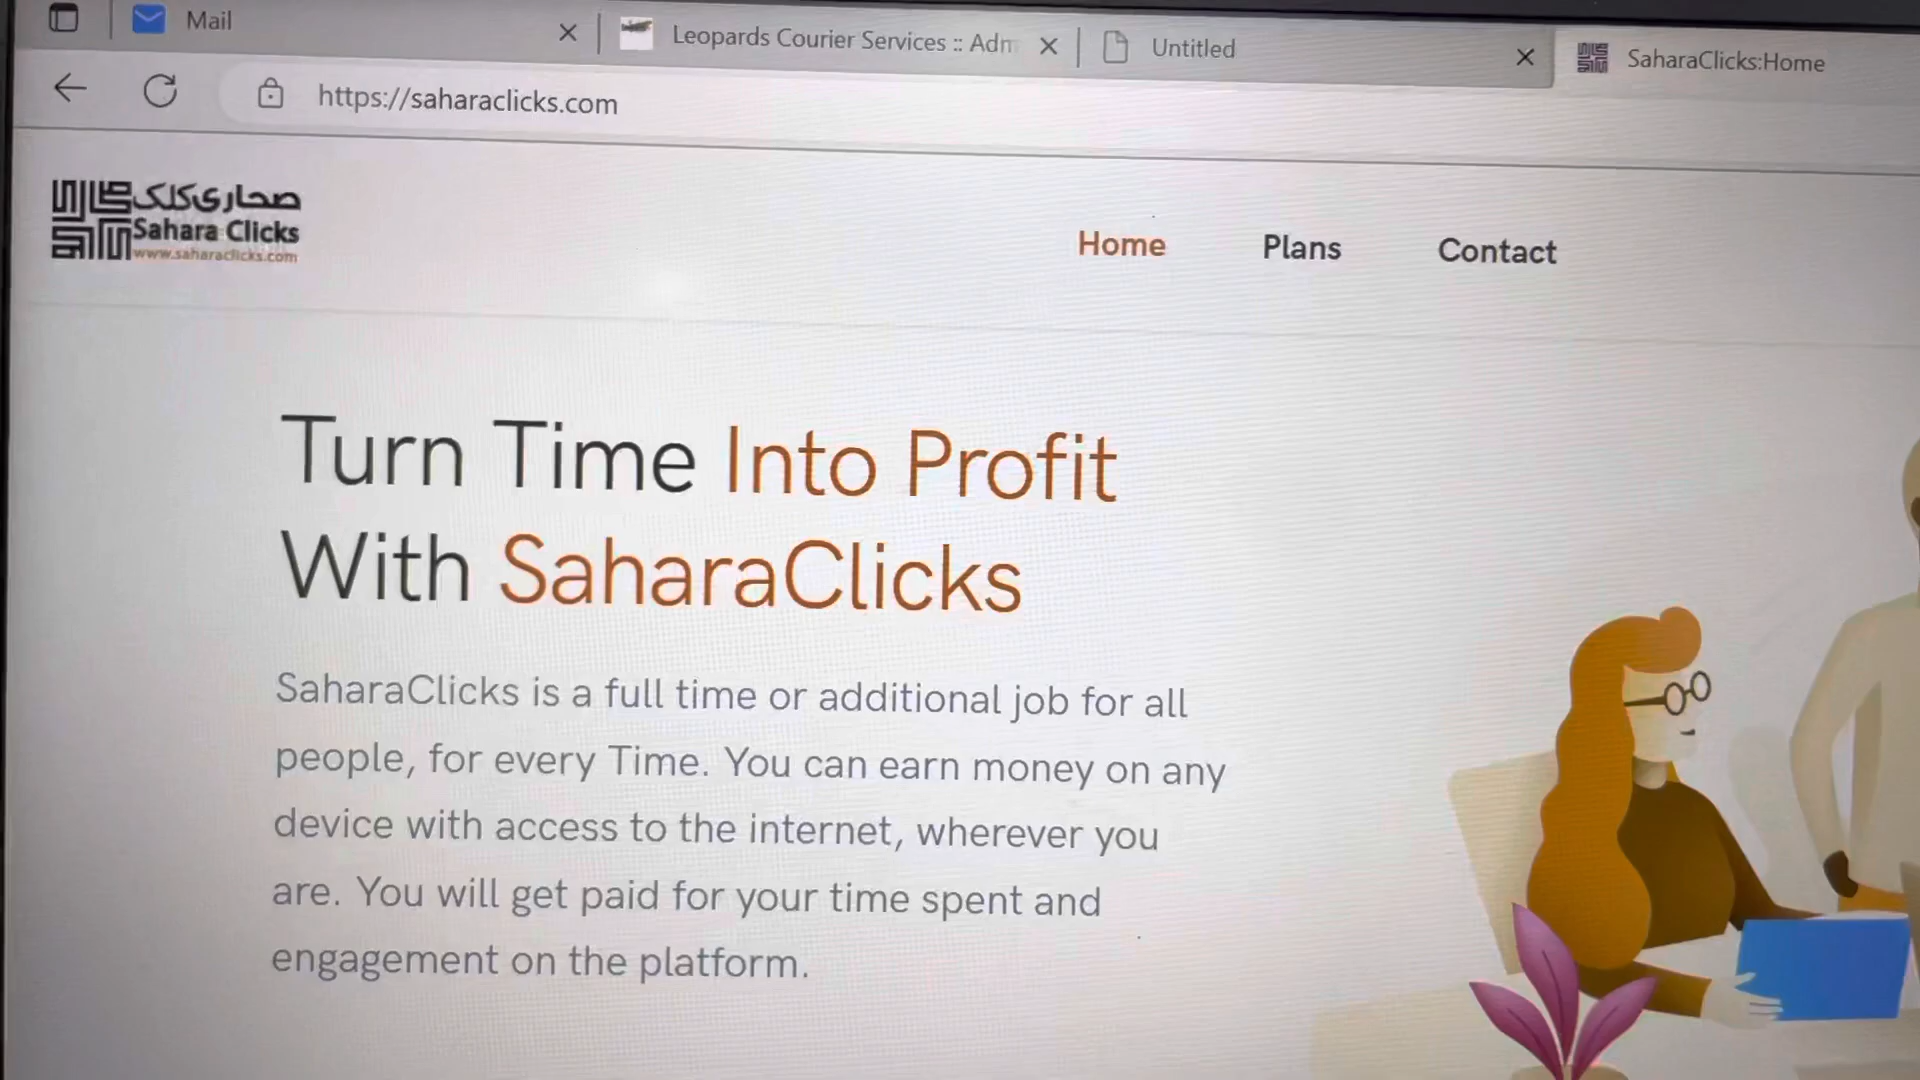 Mail
Leopards Courier Services :: Adm
Untitled
SaharaClicks:Home
https://saharaclicks.com
صحاری کلک
Sahara Clicks
www.saharaclicks.com
Home
Plans
Contact
Turn Time Into Profit
With SaharaClicks
SaharaClicks is a full time or additional job for all
people, for every Time. You can earn money on any
device with access to the internet, wherever you
are. You will get paid for your time spent and
engagement on the platform.